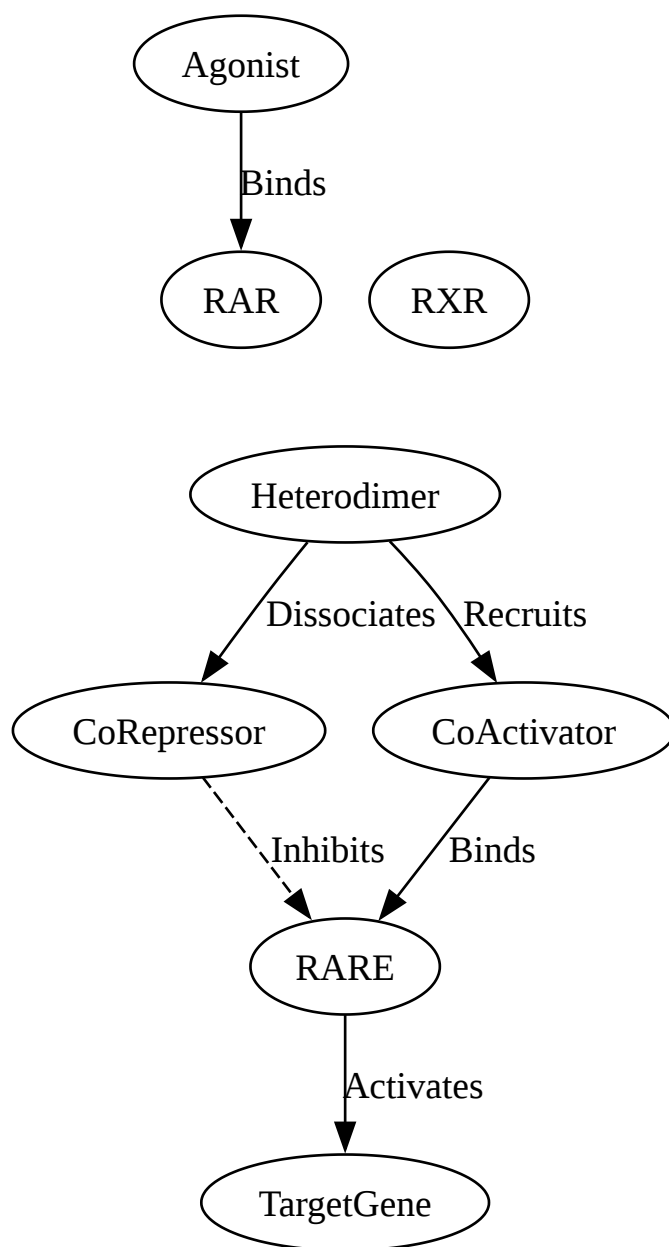 Agonist
Binds
RAR
RXR
Heterodimer
Dissociates
Recruits
CoRepressor
CoActivator
Inhibits
Binds
RARE
Activates
TargetGene